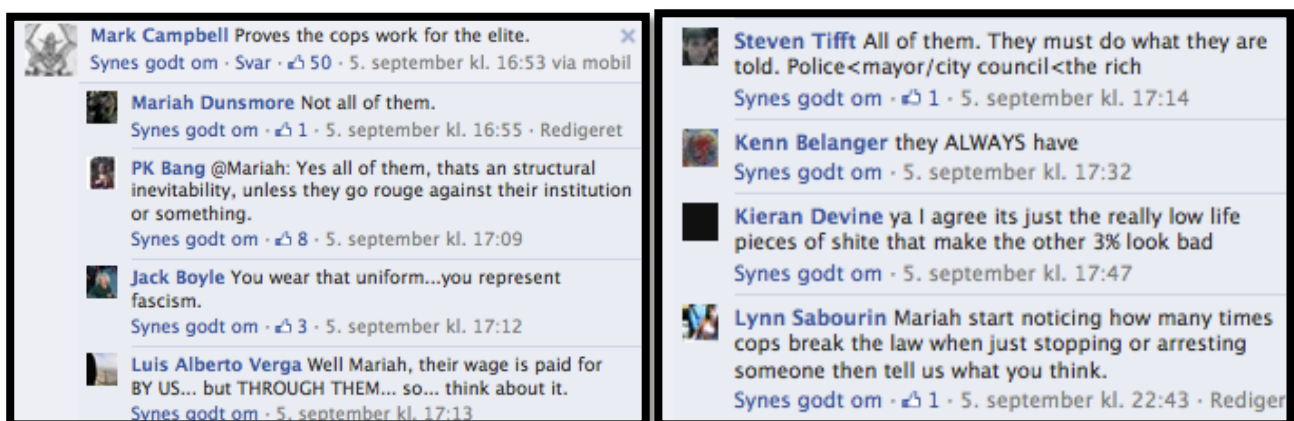 Mark Campbell Proves the cops work for the elite.
Synes godt om · Svar · 50 · 5. september kl. 16:53 via mobil
Mariah Dunsmore Not all of them.
Synes godt om · 1 · 5. september kl. 16:55 · Redigeret
PK Bang @Mariah: Yes all of them, thats an structural
inevitability, unless they go rouge against their institution
or something.
Synes godt om · 8 · 5. september kl. 17:09
Jack Boyle You wear that uniform...you represent
fascism.
Synes godt om · 3 · 5. september kl. 17:12
Luis Alberto Verga Well Mariah, their wage is paid for
BY US... but THROUGH THEM... so... think about it.
Synes godt om · 5. september kl. 17:13
Steven Tifft All of them. They must do what they are
told. Police<mayor/city council<the rich
Synes godt om · 1 · 5. september kl. 17:14
Kenn Belanger they ALWAYS have
Synes godt om · 5. september kl. 17:32
Kieran Devine ya I agree its just the really low life
pieces of shite that make the other 3% look bad
Synes godt om · 5. september kl. 17:47
Lynn Sabourin Mariah start noticing how many times
cops break the law when just stopping or arresting
someone then tell us what you think.
Synes godt om · 1 · 5. september kl. 22:43 · Rediger